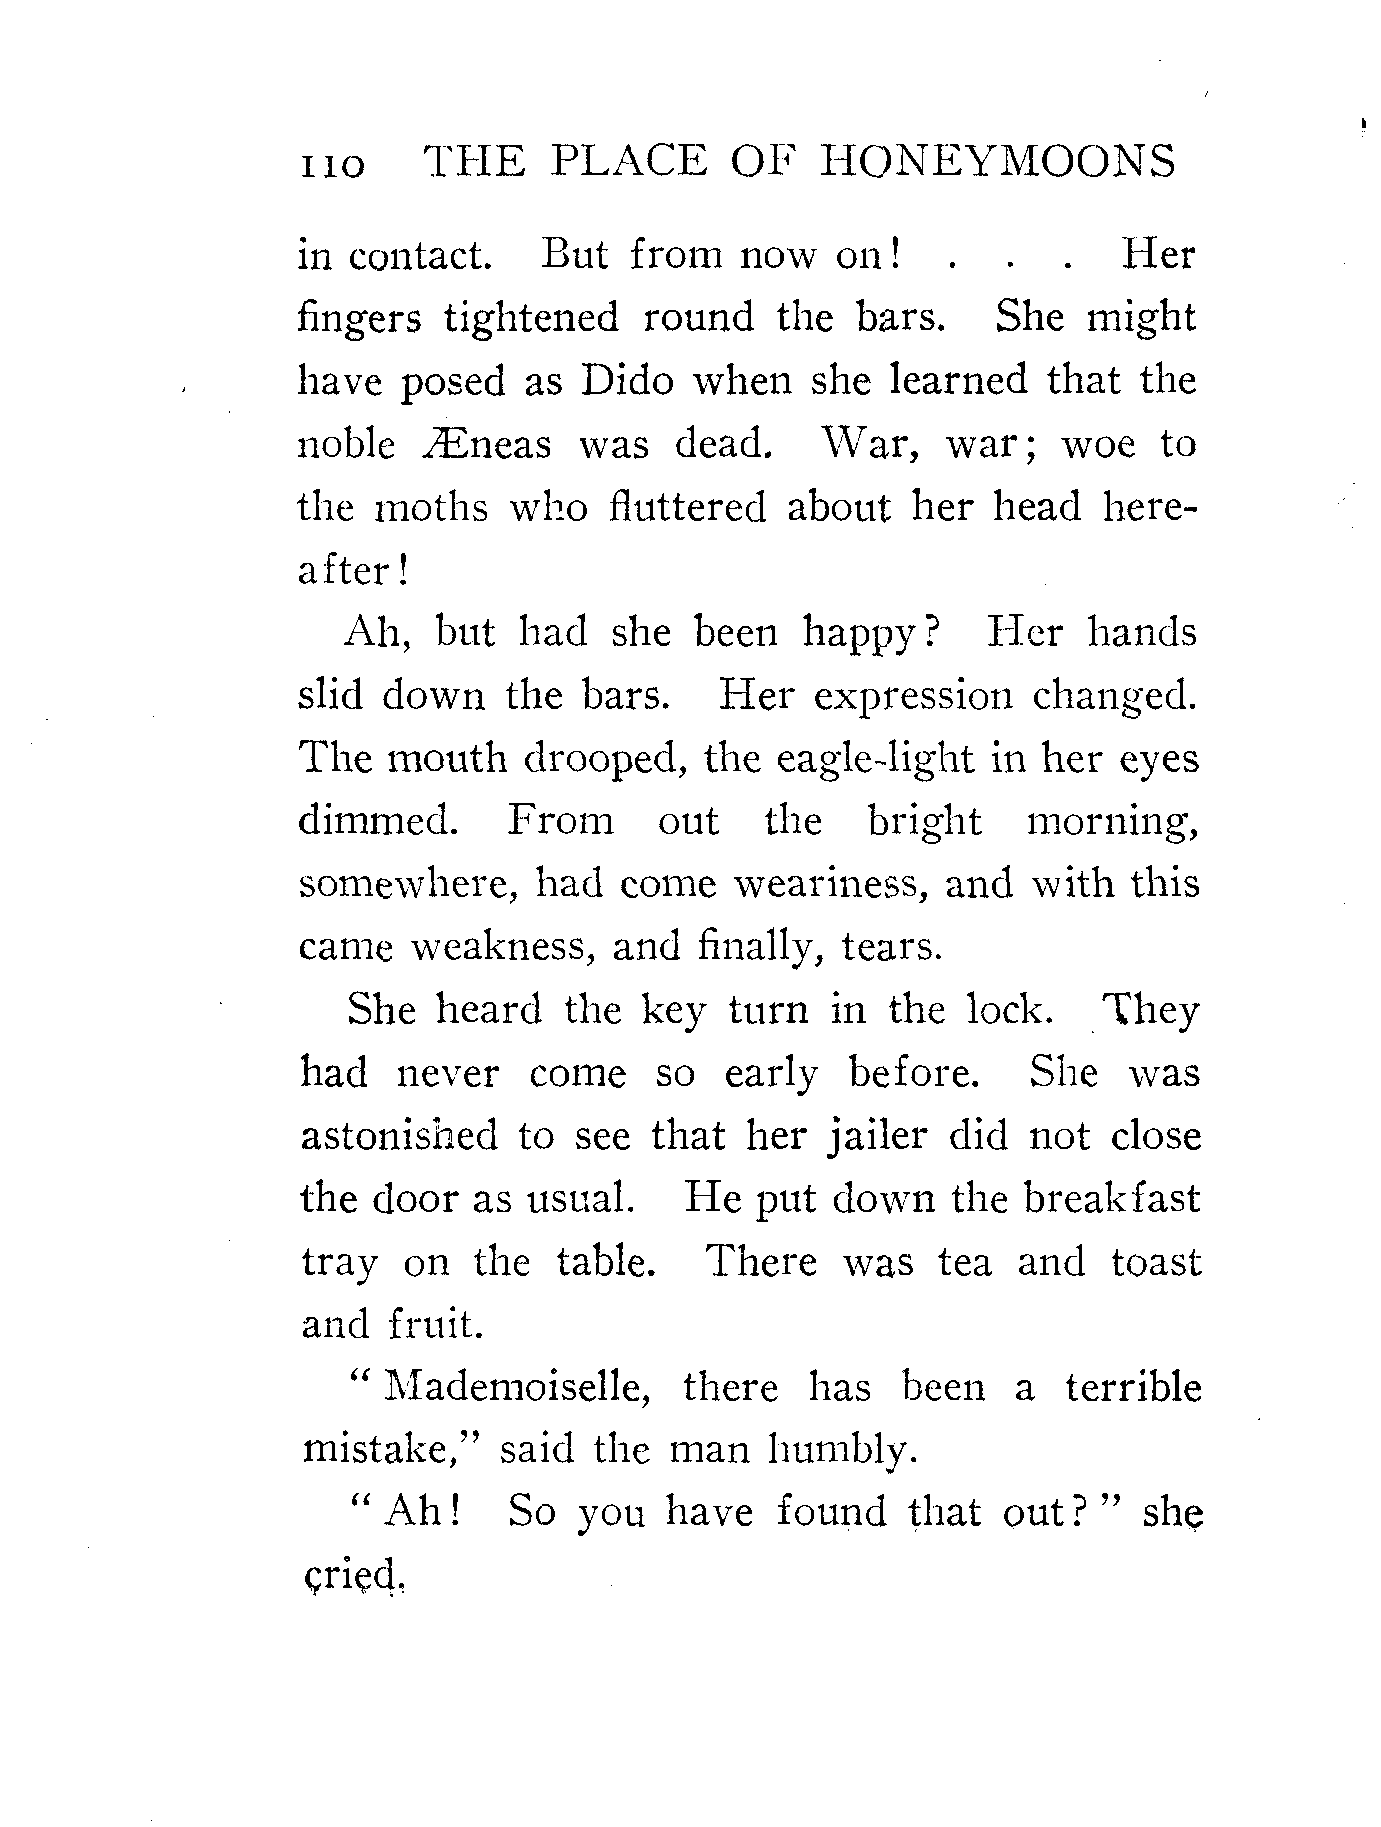 110 THE PLACE OF HONEYMOONS
in contact. But from now on! . . . Her
fingers tightened round the bars. She might
have posed as Dido when she learned that the
noble Æneas was dead. War, war; woe to
the moths who fluttered about her head here-
after!
Ah, but had she been happy? Her hands
slid down the bars. Her expression changed.
The mouth drooped, the eagle-light in her eyes
dimmed. From out the bright morning,
somewhere, had come weariness, and with this
came weakness, and finally, tears.
She heard the key turn in the lock. They
had never come so early before. She was
astonished to see that her jailer did not close
the door as usual. He put down the breakfast
tray on the table. There was tea and toast
and fruit.
"Mademoiselle, there has been a terrible
mistake," said the man humbly.
"Ah! So you have found that out?" she
cried.